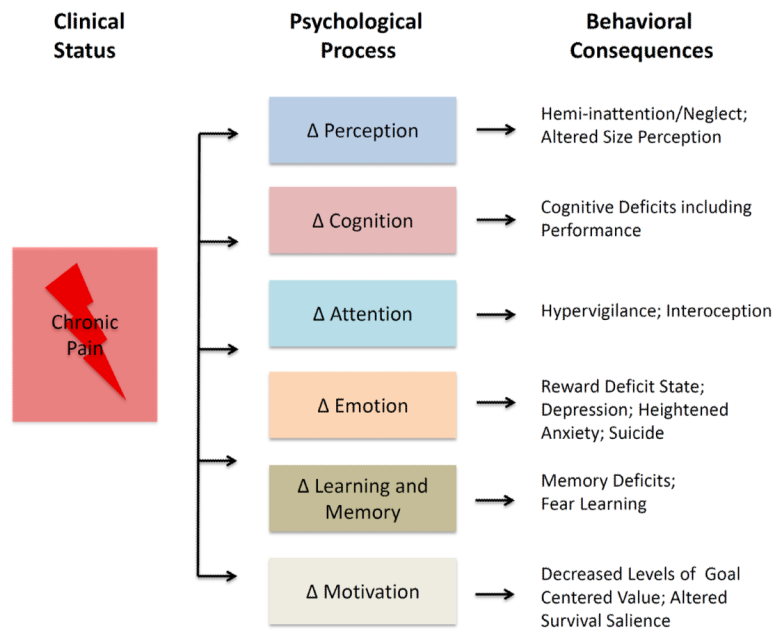 Clinical
Status
Psychological
Process
Behavioral
Consequences
Chronic
Pain
Δ Perception
Hemi-inattention/Neglect;
Altered Size Perception
Δ Cognition
Cognitive Deficits including
Performance
Δ Attention
Hypervigilance; Interoception
Δ Emotion
Reward Deficit State;
Depression; Heightened
Anxiety; Suicide
Δ Learning and
Memory
Memory Deficits;
Fear Learning
Δ Motivation
Decreased Levels of Goal
Centered Value; Altered
Survival Salience